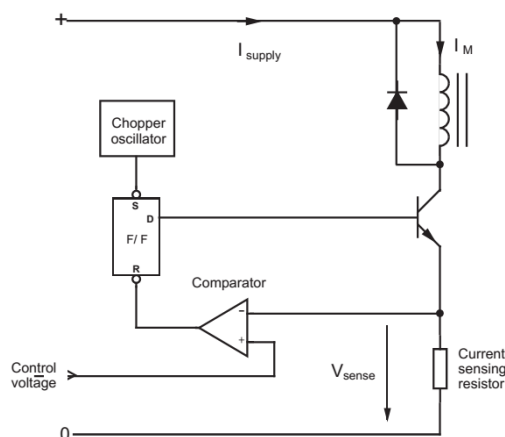 +
I supply
I M
Chopper
oscillator
S
D
F/ F
R
Comparator
−
+
Control
voltage
V sense
Current
sensing
resistor
0